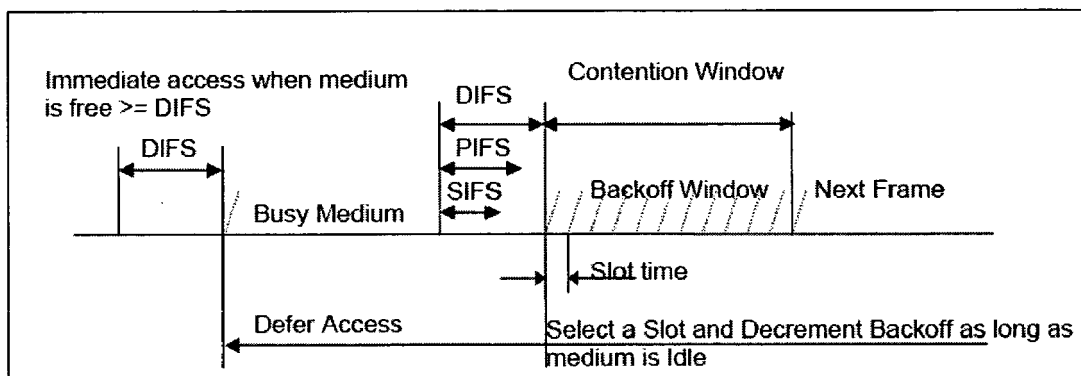 Immediate access when medium
is free >= DIFS
Contention Window
DIFS
DIFS
PIFS
SIFS
Busy Medium
Backoff Window
Next Frame
Slot time
Defer Access
Select a Slot and Decrement Backoff as long as
medium is Idle